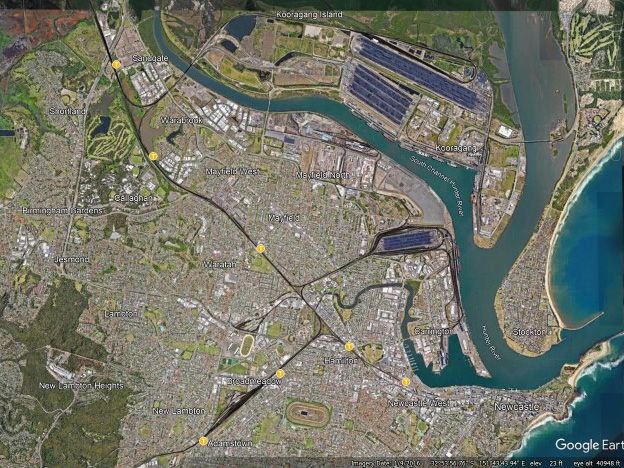 Kooragang Island
Sandgate
Shortland
Warabrook
Kooragang
Mayfield West
Mayfield North
South Channel Hunter River
Callaghan
Birmingham Gardens
Mayfield
Jesmond
Waratah
Lambton
Carrington
Stockton
Hunter River
Hamilton
Broadmeadow
New Lambton Heights
New Lambton
Newcastle West
Newcastle
Adamstown
Google Eart
Imagery Date: 1/9/2016 32°53'56.76" S 151°43'43.94" E elev 23 ft eye alt 40948 ft